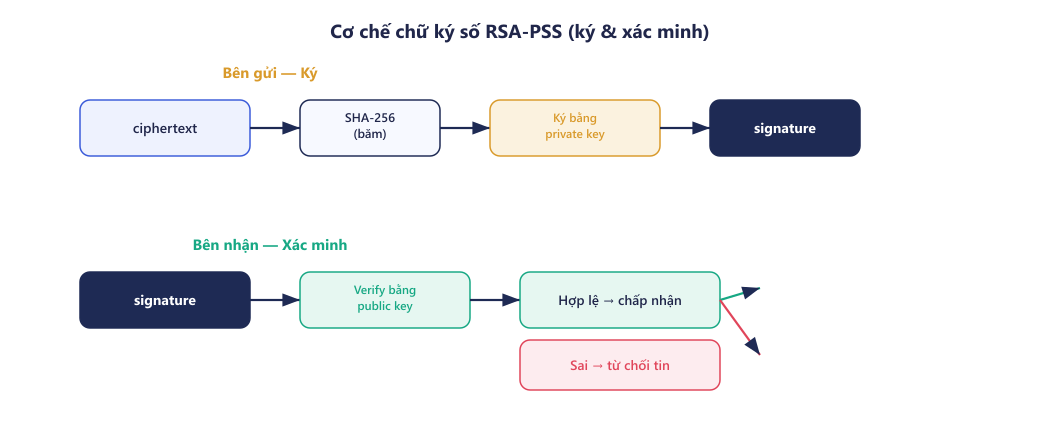 Cơ chế chữ ký số RSA-PSS (ký & xác minh)
Bên gửi — Ký
ciphertext
SHA-256
(băm)
Ký bằng
private key
signature
Bên nhận — Xác minh
signature
Verify bằng
public key
Hợp lệ → chấp nhận
Sai → từ chối tin